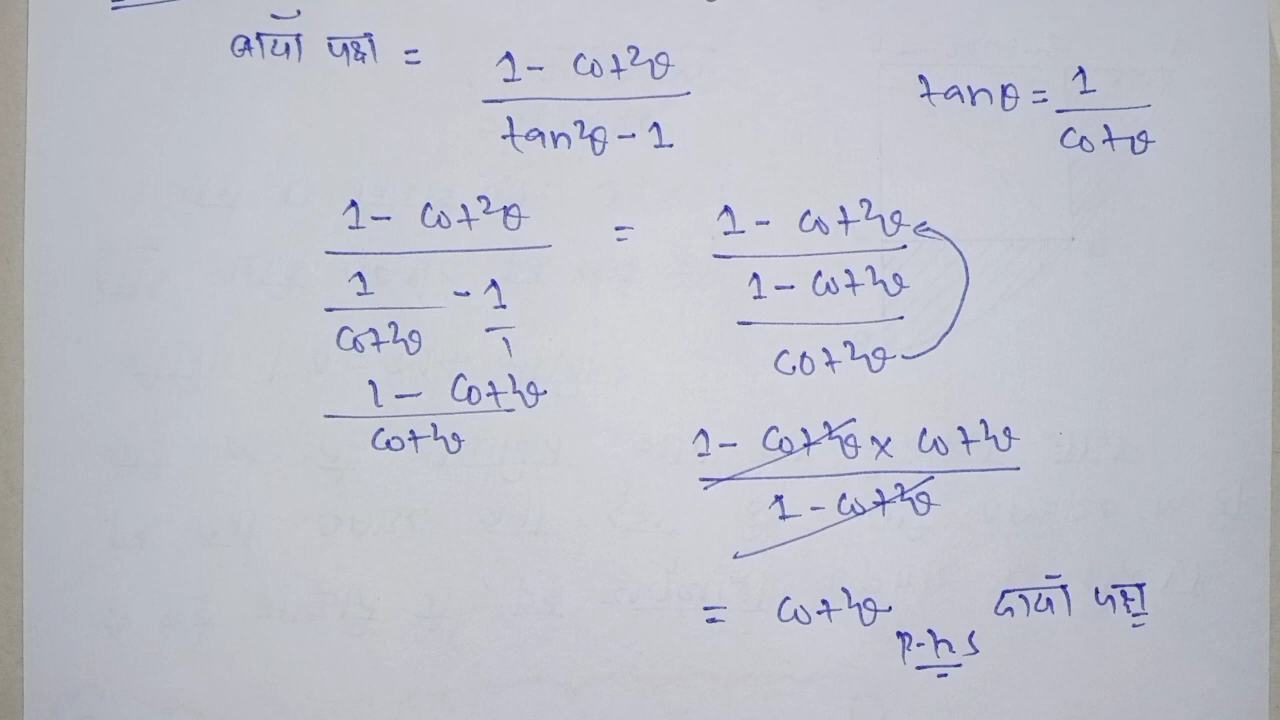 बायाँ पक्ष = 1 - cot²θ / tan²θ - 1
tanθ = 1 / cotθ
1 - cot²θ / 1/cot²θ - 1/1 = 1 - cot²θ / 1 - cot²θ / cot²θ
1 - cot²θ / cot²θ
1 - cot²θ × cot²θ / 1 - cot²θ
= cot²θ दायाँ पक्ष
R.H.S